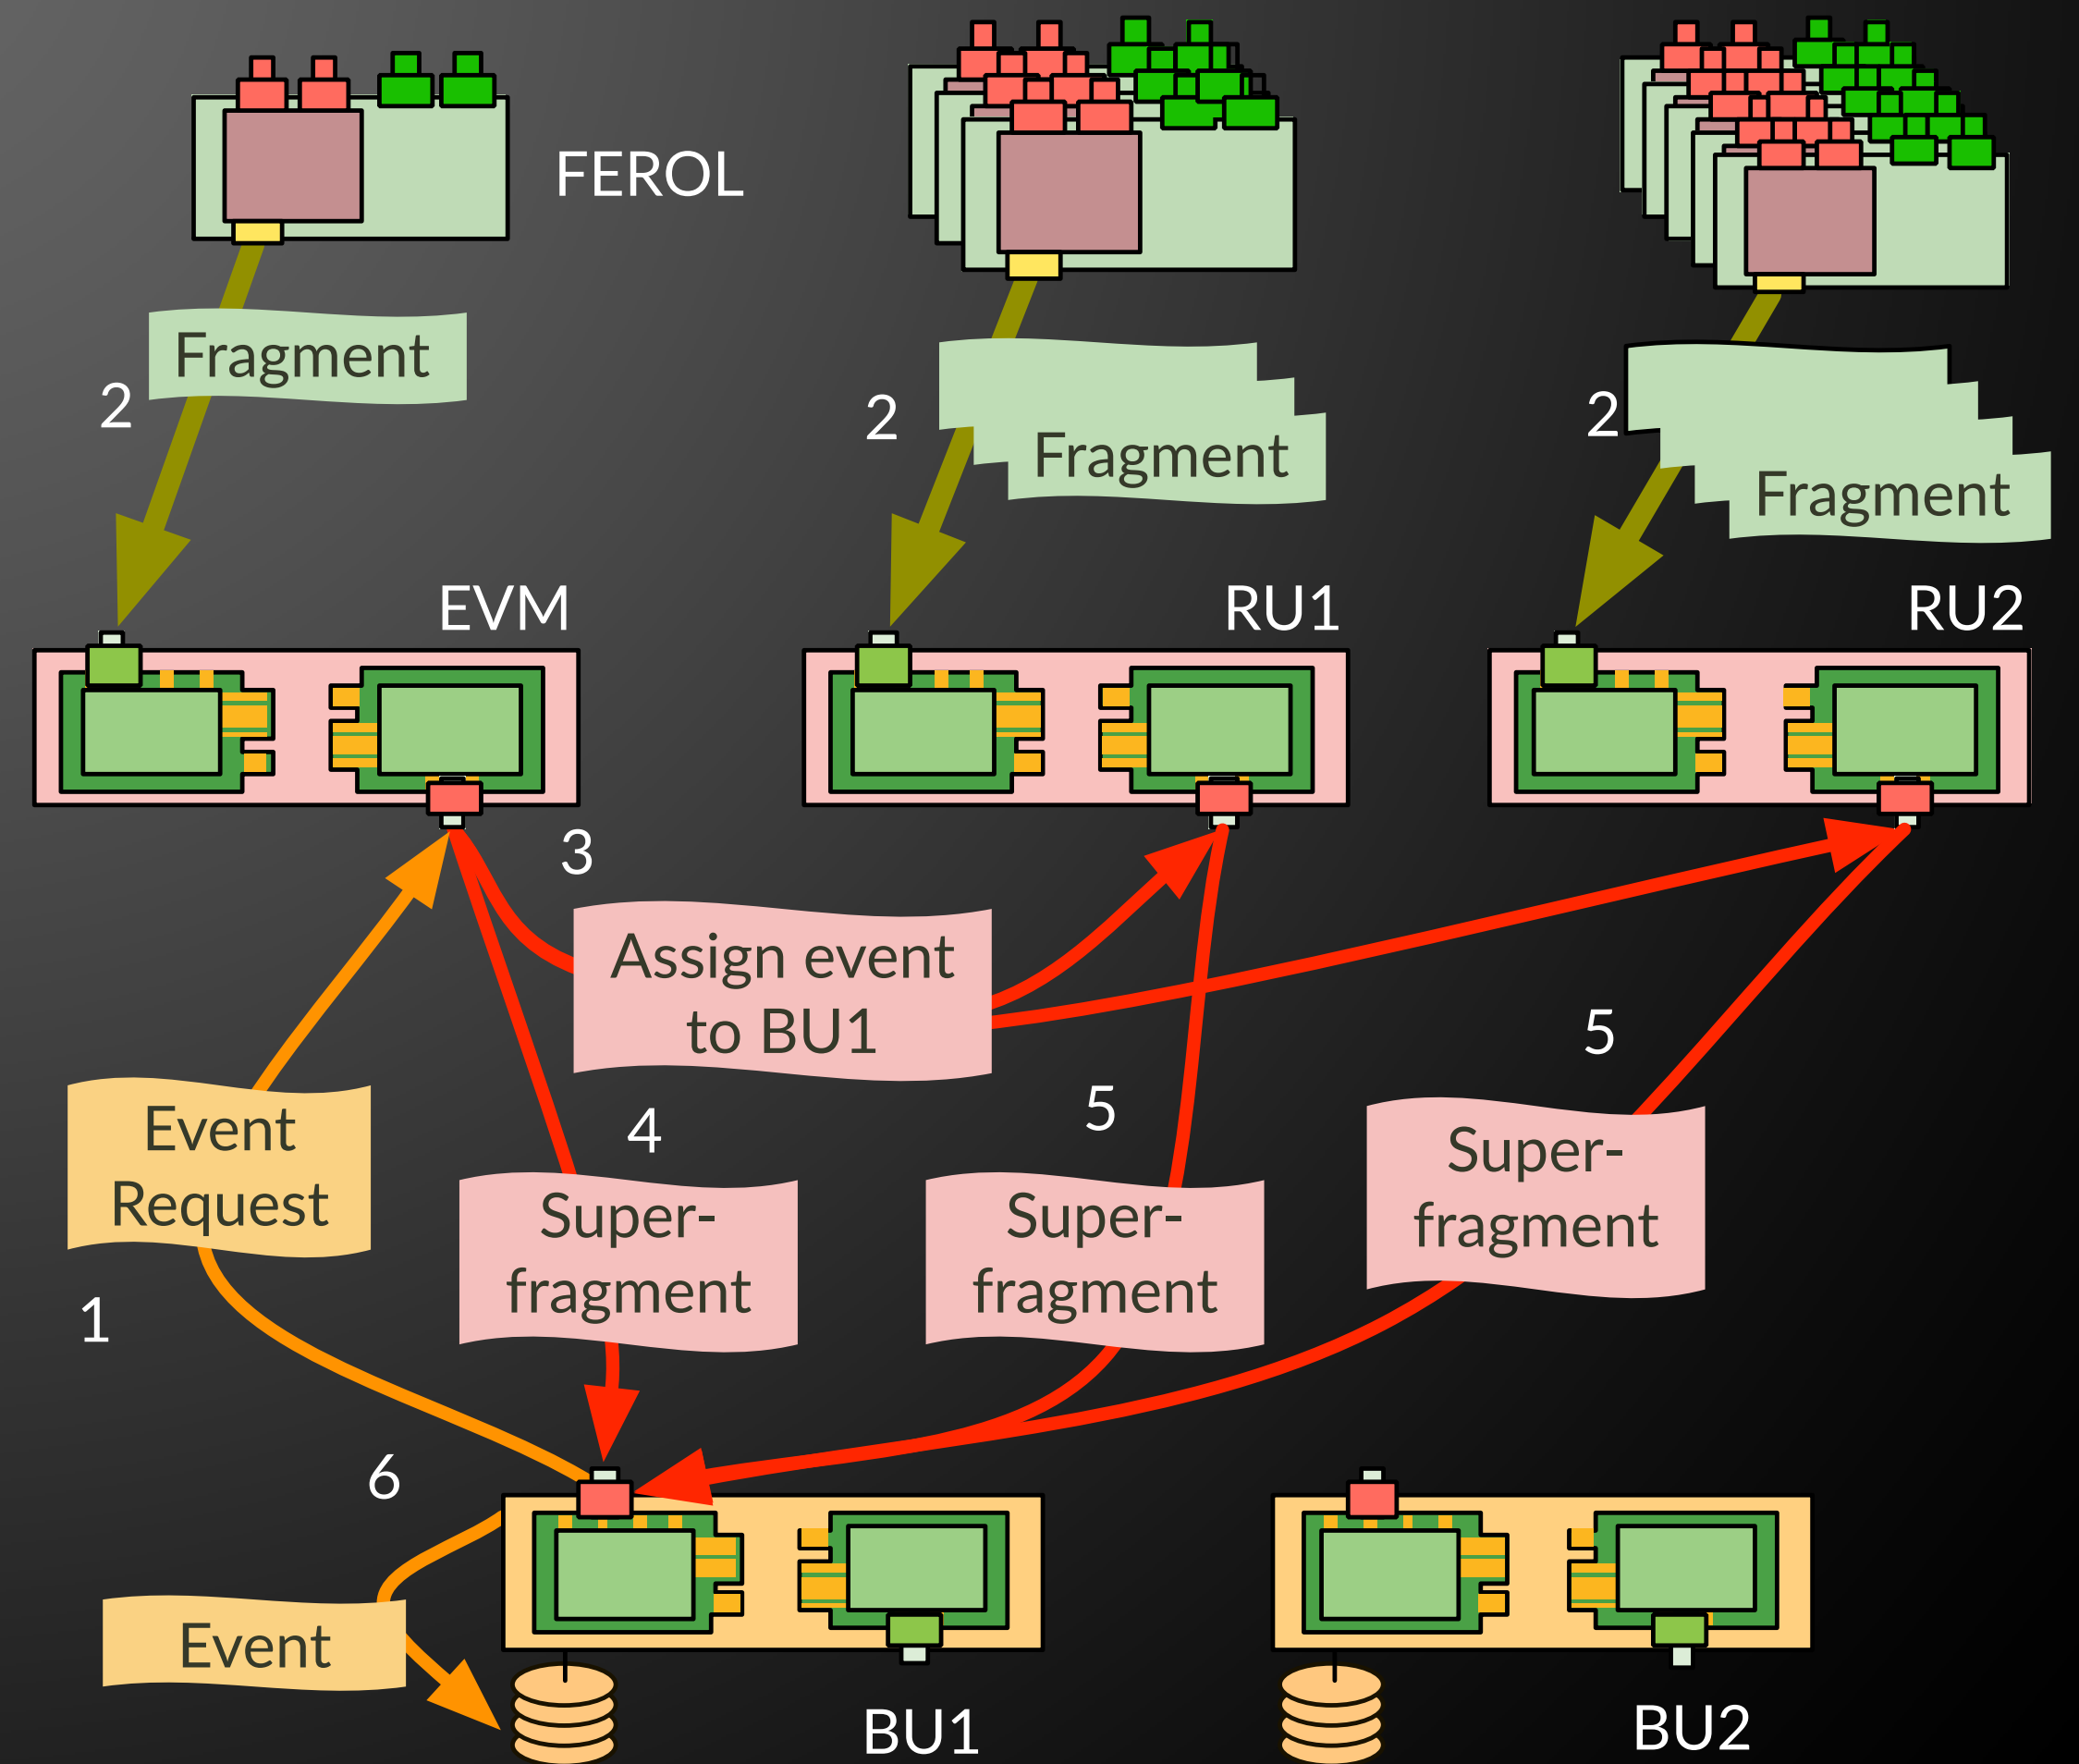 FEROL
Fragment
2
2
Fragment
2
Fragment
EVM
RU1
RU2
3
Assign event
to BU1
5
5
Event
Request
4
Super-
fragment
Super-
fragment
Super-
fragment
1
6
Event
BU1
BU2